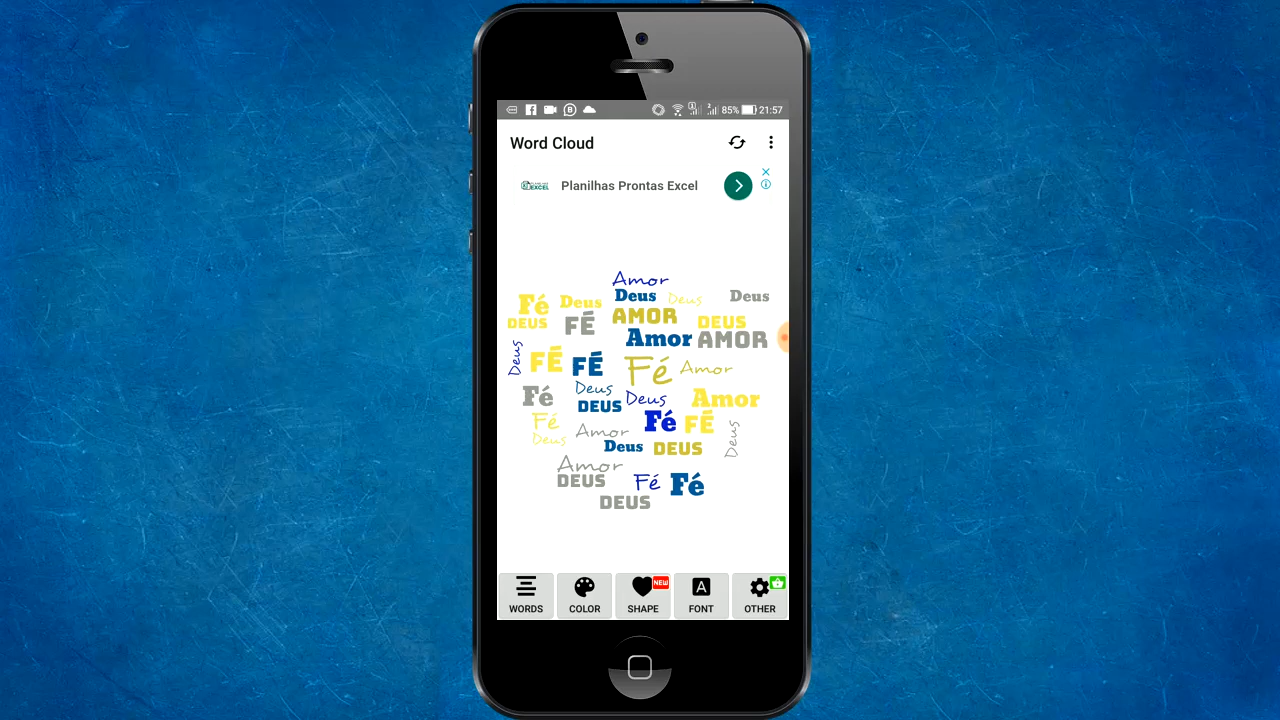 85% 21:57
Word Cloud
EXCEL Planilhas Prontas Excel
Amor
Deus Deus Deus
Fé Deus
AMOR
DEUS FÉ DEUS
Amor AMOR
Deus FÉ FÉ Fé Amor
Fé Deus Deus Amor
DEUS
Fé Fé FÉ
Deus Amor Deus
Deus DEUS
Amor
DEUS Fé Fé
DEUS
NEW
WORDS COLOR SHAPE FONT OTHER